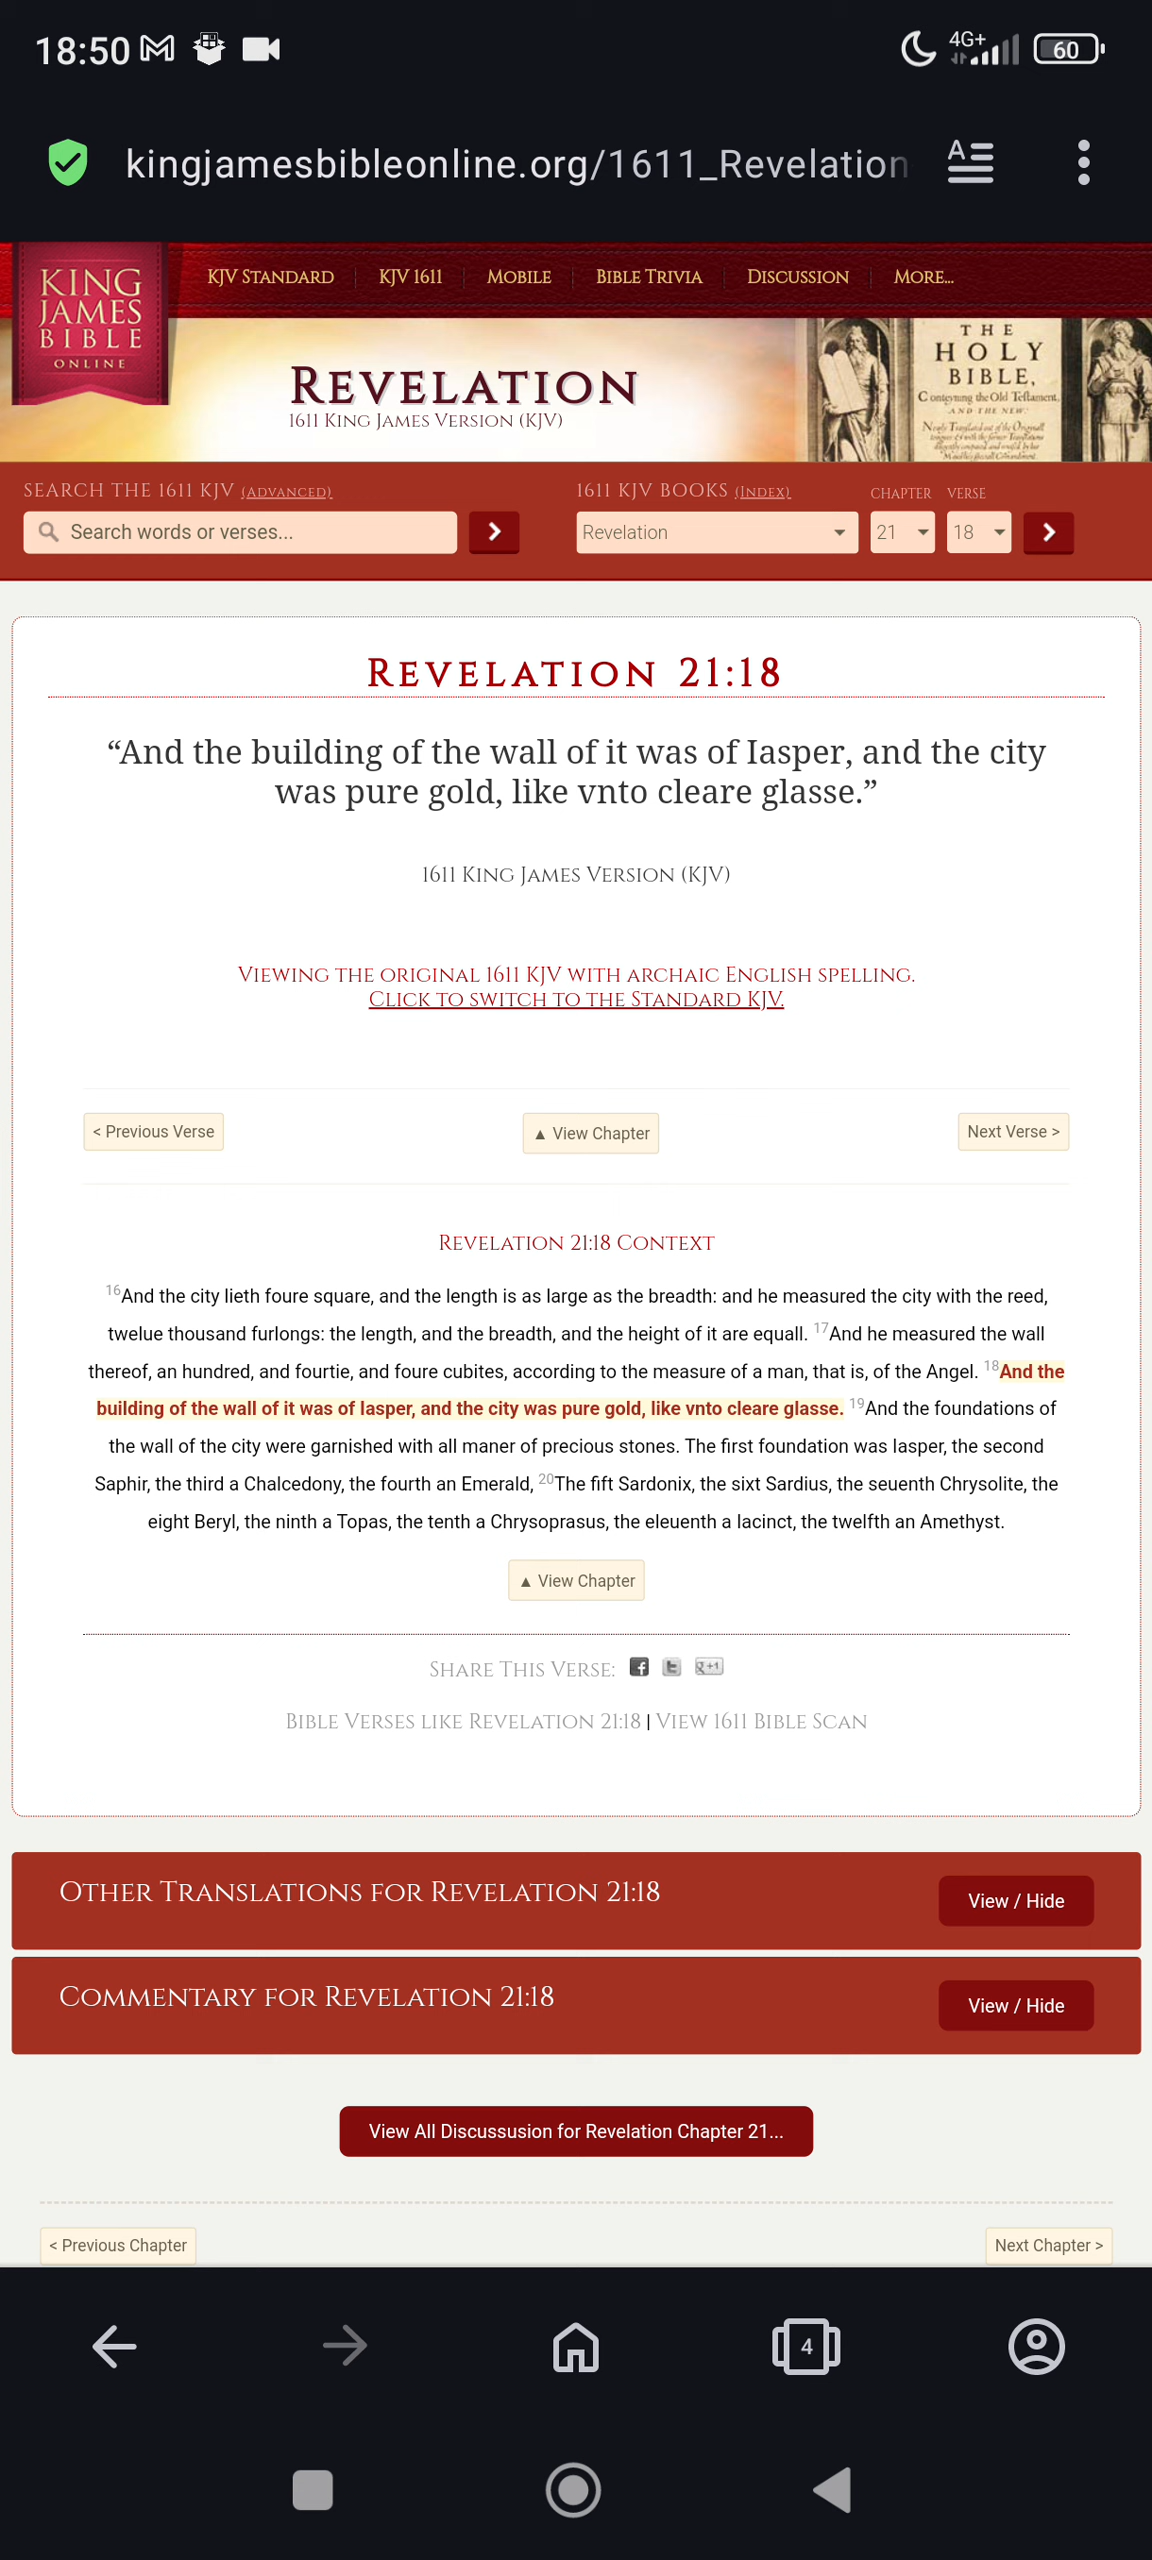 18:50
4G+
60
kingjamesbibleonline.org/1611_Revelation
KING
JAMES
BIBLE
ONLINE
KJV Standard
KJV 1611
Mobile
Bible Trivia
Discussion
More...
Revelation
1611 King James Version (KJV)
THE
HOLY
BIBLE,
Conteyning the Old Testament,
AND THE NEW:
Search the 1611 KJV (Advanced)
Search words or verses...
1611 KJV Books (Index)
Chapter
Verse
Revelation
21
18
Revelation 21:18
“And the building of the wall of it was of Iasper, and the city
was pure gold, like vnto cleare glasse.”
1611 King James Version (KJV)
Viewing the original 1611 KJV with archaic English spelling.
Click to switch to the Standard KJV.
< Previous Verse
▲ View Chapter
Next Verse >
Revelation 21:18 Context
16And the city lieth foure square, and the length is as large as the breadth: and he measured the city with the reed,
twelue thousand furlongs: the length, and the breadth, and the height of it are equall. 17And he measured the wall
thereof, an hundred, and fourtie, and foure cubites, according to the measure of a man, that is, of the Angel. 18And the
building of the wall of it was of Iasper, and the city was pure gold, like vnto cleare glasse. 19And the foundations of
the wall of the city were garnished with all maner of precious stones. The first foundation was Iasper, the second
Saphir, the third a Chalcedony, the fourth an Emerald, 20The fift Sardonix, the sixt Sardius, the seuenth Chrysolite, the
eight Beryl, the ninth a Topas, the tenth a Chrysoprasus, the eleuenth a Iacinct, the twelfth an Amethyst.
▲ View Chapter
Share This Verse:
g+1
Bible Verses like Revelation 21:18 | View 1611 Bible Scan
Other Translations for Revelation 21:18
View / Hide
Commentary for Revelation 21:18
View / Hide
View All Discussusion for Revelation Chapter 21...
< Previous Chapter
Next Chapter >
4